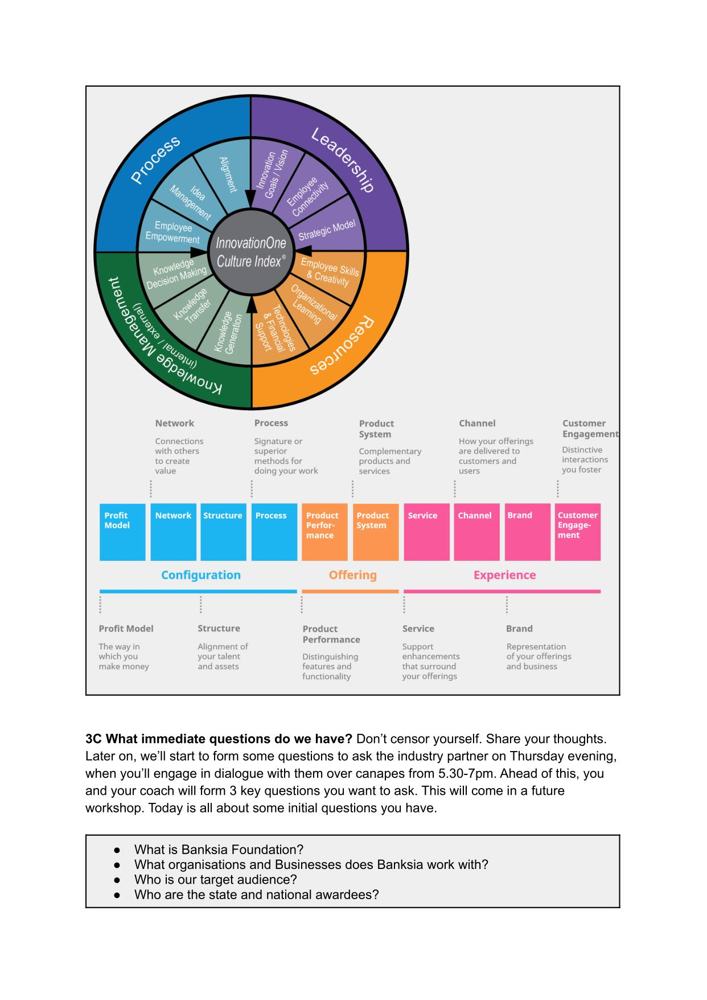 Process
Leadership
Alignment
Idea
Management
Employee
Empowerment
Innovation
Goals / Vision
Employee
Connectivity
Strategic Model
InnovationOne
Culture Index©
Knowledge
Decision Making
Knowledge
Transfer
Knowledge
Generation
Employee Skills
& Creativity
Organizational
Learning
Technologies
& Financial
Support
Knowledge Management
(internal / external)
Resources
Network
Connections
with others
to create
value
Process
Signature or
superior
methods for
doing your work
Product
System
Complementary
products and
services
Channel
How your offerings
are delivered to
customers and
users
Customer
Engagement
Distinctive
interactions
you foster
Profit
Model
Network
Structure
Process
Product
Perfor-
mance
Product
System
Service
Channel
Brand
Customer
Engage-
ment
Configuration
Offering
Experience
Profit Model
The way in
which you
make money
Structure
Alignment of
your talent
and assets
Product
Performance
Distinguishing
features and
functionality
Service
Support
enhancements
that surround
your offerings
Brand
Representation
of your offerings
and business
3C What immediate questions do we have? Don’t censor yourself. Share your thoughts.
Later on, we’ll start to form some questions to ask the industry partner on Thursday evening,
when you’ll engage in dialogue with them over canapes from 5.30-7pm. Ahead of this, you
and your coach will form 3 key questions you want to ask. This will come in a future
workshop. Today is all about some initial questions you have.
● What is Banksia Foundation?
● What organisations and Businesses does Banksia work with?
● Who is our target audience?
● Who are the state and national awardees?